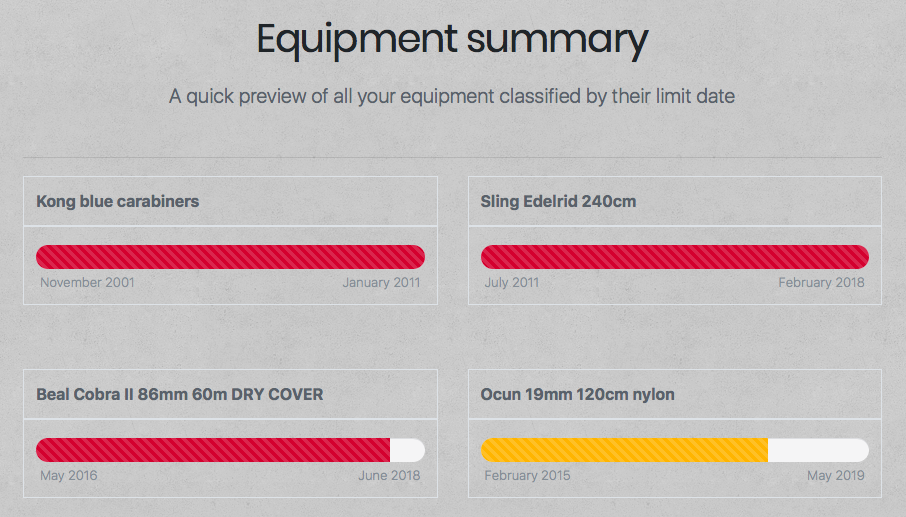 Equipment summary
A quick preview of all your equipment classified by their limit date
Kong blue carabiners
November 2001 January 2011
Sling Edelrid 240cm
July 2011 February 2018
Beal Cobra II 86mm 60m DRY COVER
May 2016 June 2018
Ocun 19mm 120cm nylon
February 2015 May 2019